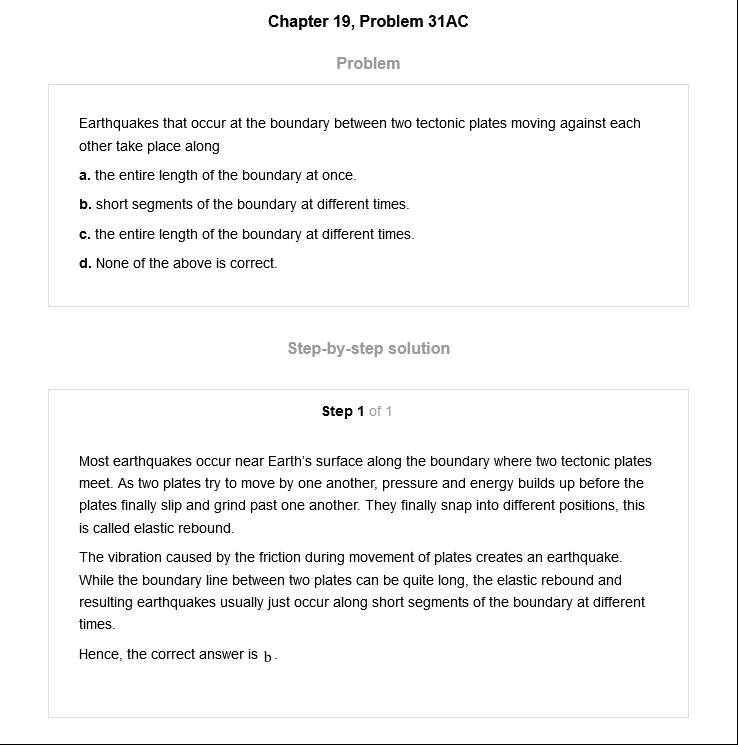 Chapter 19, Problem 31AC
Problem
Earthquakes that occur at the boundary between two tectonic plates moving against each
other take place along
a. the entire length of the boundary at once.
b. short segments of the boundary at different times.
c. the entire length of the boundary at different times.
d. None of the above is correct.
Step-by-step solution
Step 1 of 1
Most earthquakes occur near Earth's surface along the boundary where two tectonic plates
meet. As two plates try to move by one another, pressure and energy builds up before the
plates finally slip and grind past one another. They finally snap into different positions, this
is called elastic rebound.
The vibration caused by the friction during movement of plates creates an earthquake.
While the boundary line between two plates can be quite long, the elastic rebound and
resulting earthquakes usually just occur along short segments of the boundary at different
times.
Hence, the correct answer is b.